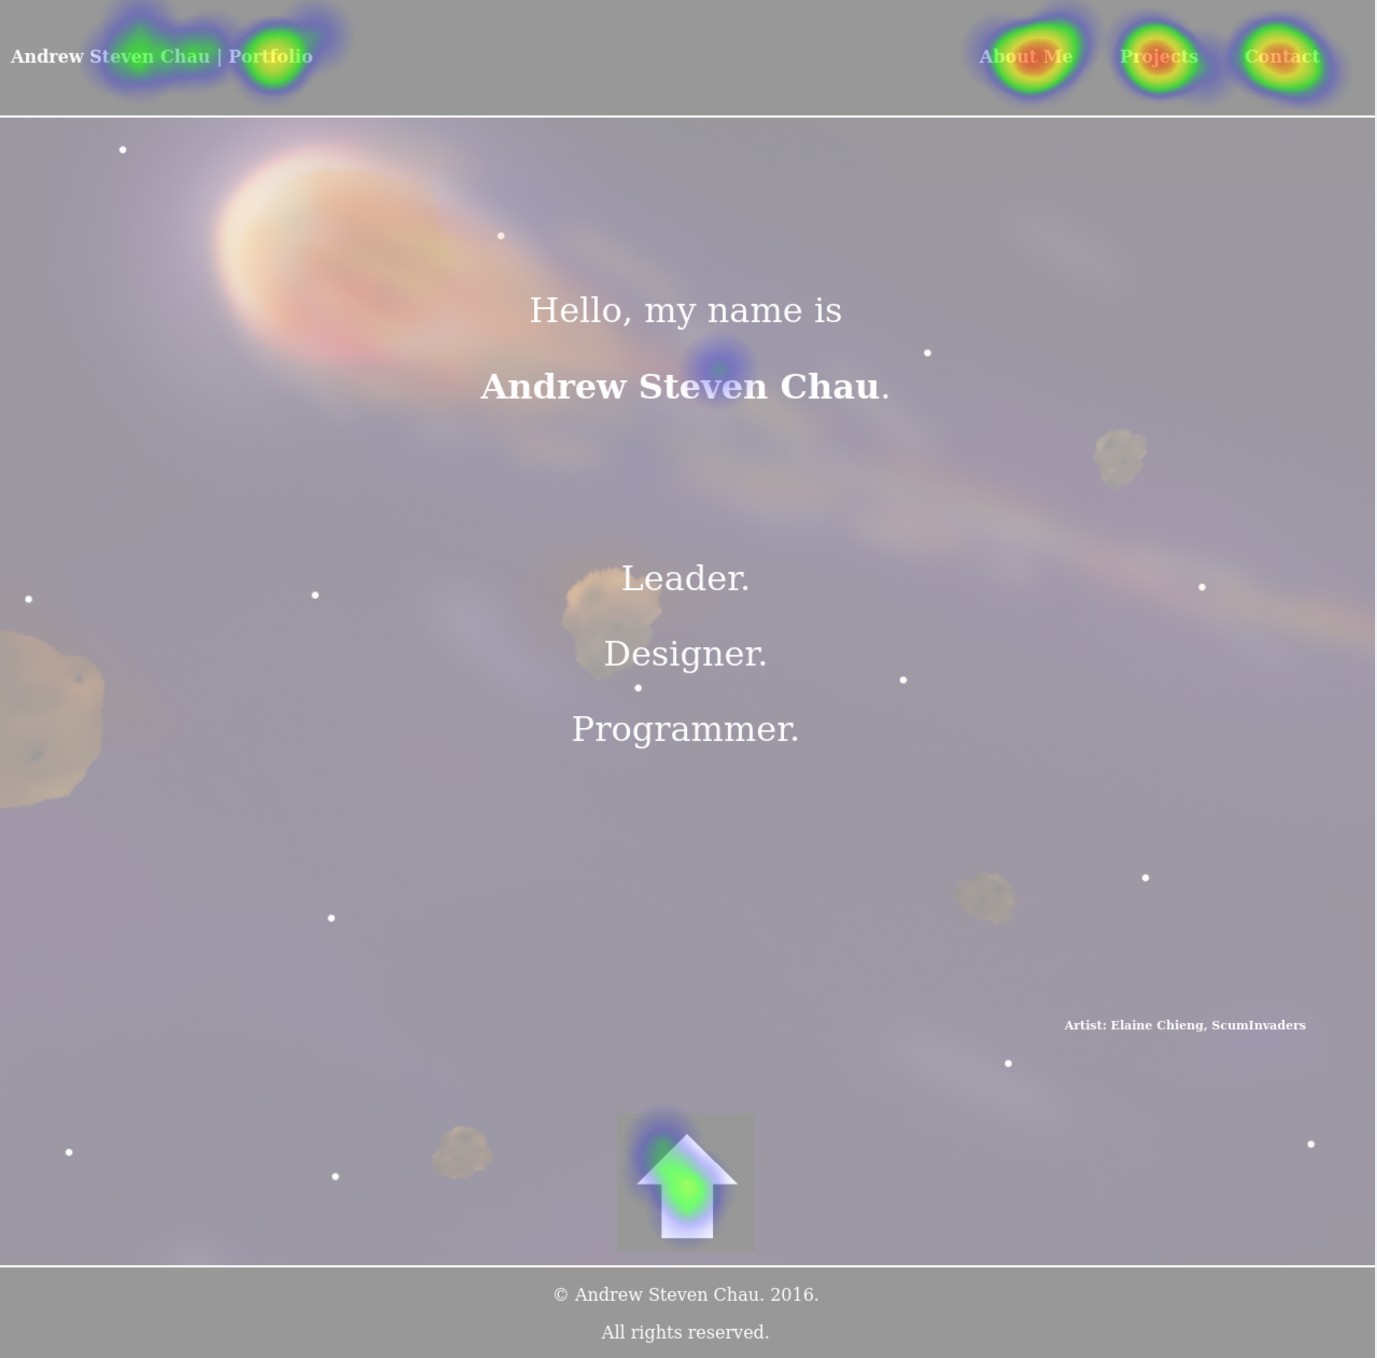 Andrew Steven Chau | Portfolio
About Me
Projects
Contact
Hello, my name is
Andrew Steven Chau.
Leader.
Designer.
Programmer.
Artist: Elaine Chieng, ScumInvaders
© Andrew Steven Chau. 2016.
All rights reserved.